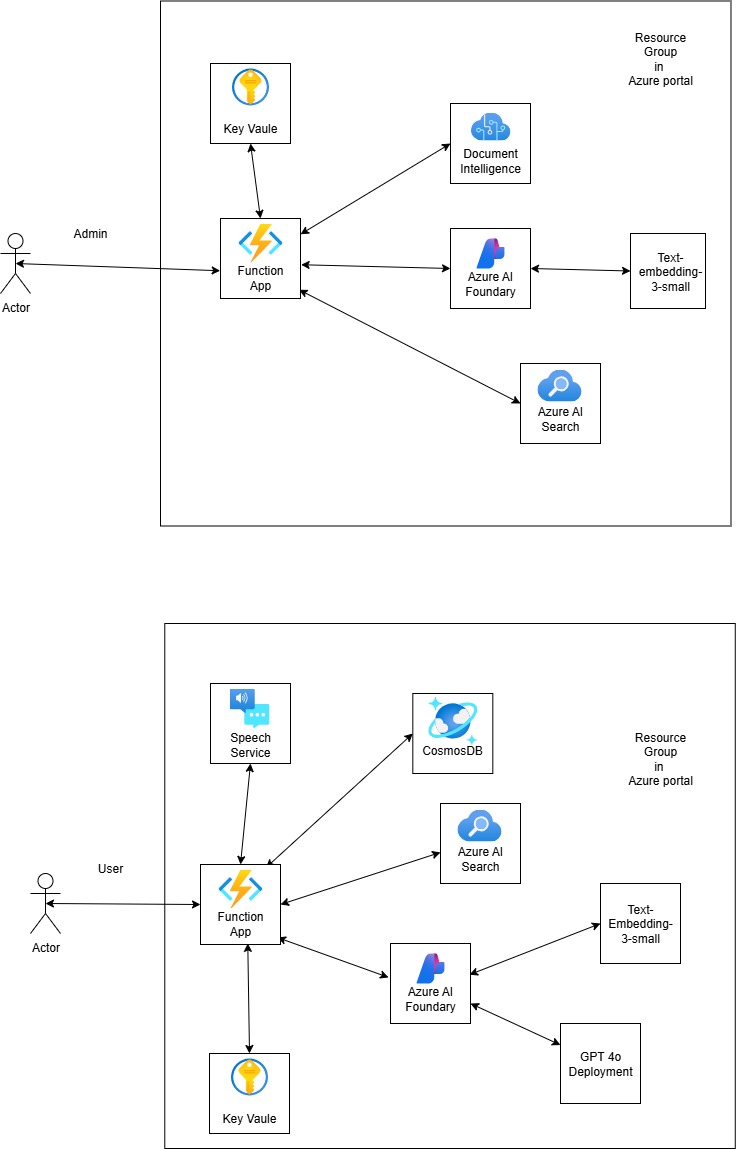 Resource
Group
in
Azure portal
Key Vaule
Document
Intelligence
Admin
Actor
Function
App
Azure AI
Foundary
Text-
embedding-
3-small
Azure AI
Search
Speech
Service
CosmosDB
Resource
Group
in
Azure portal
Azure AI
Search
User
Actor
Function
App
Text-
Embedding-
3-small
Azure AI
Foundary
GPT 4o
Deployment
Key Vaule